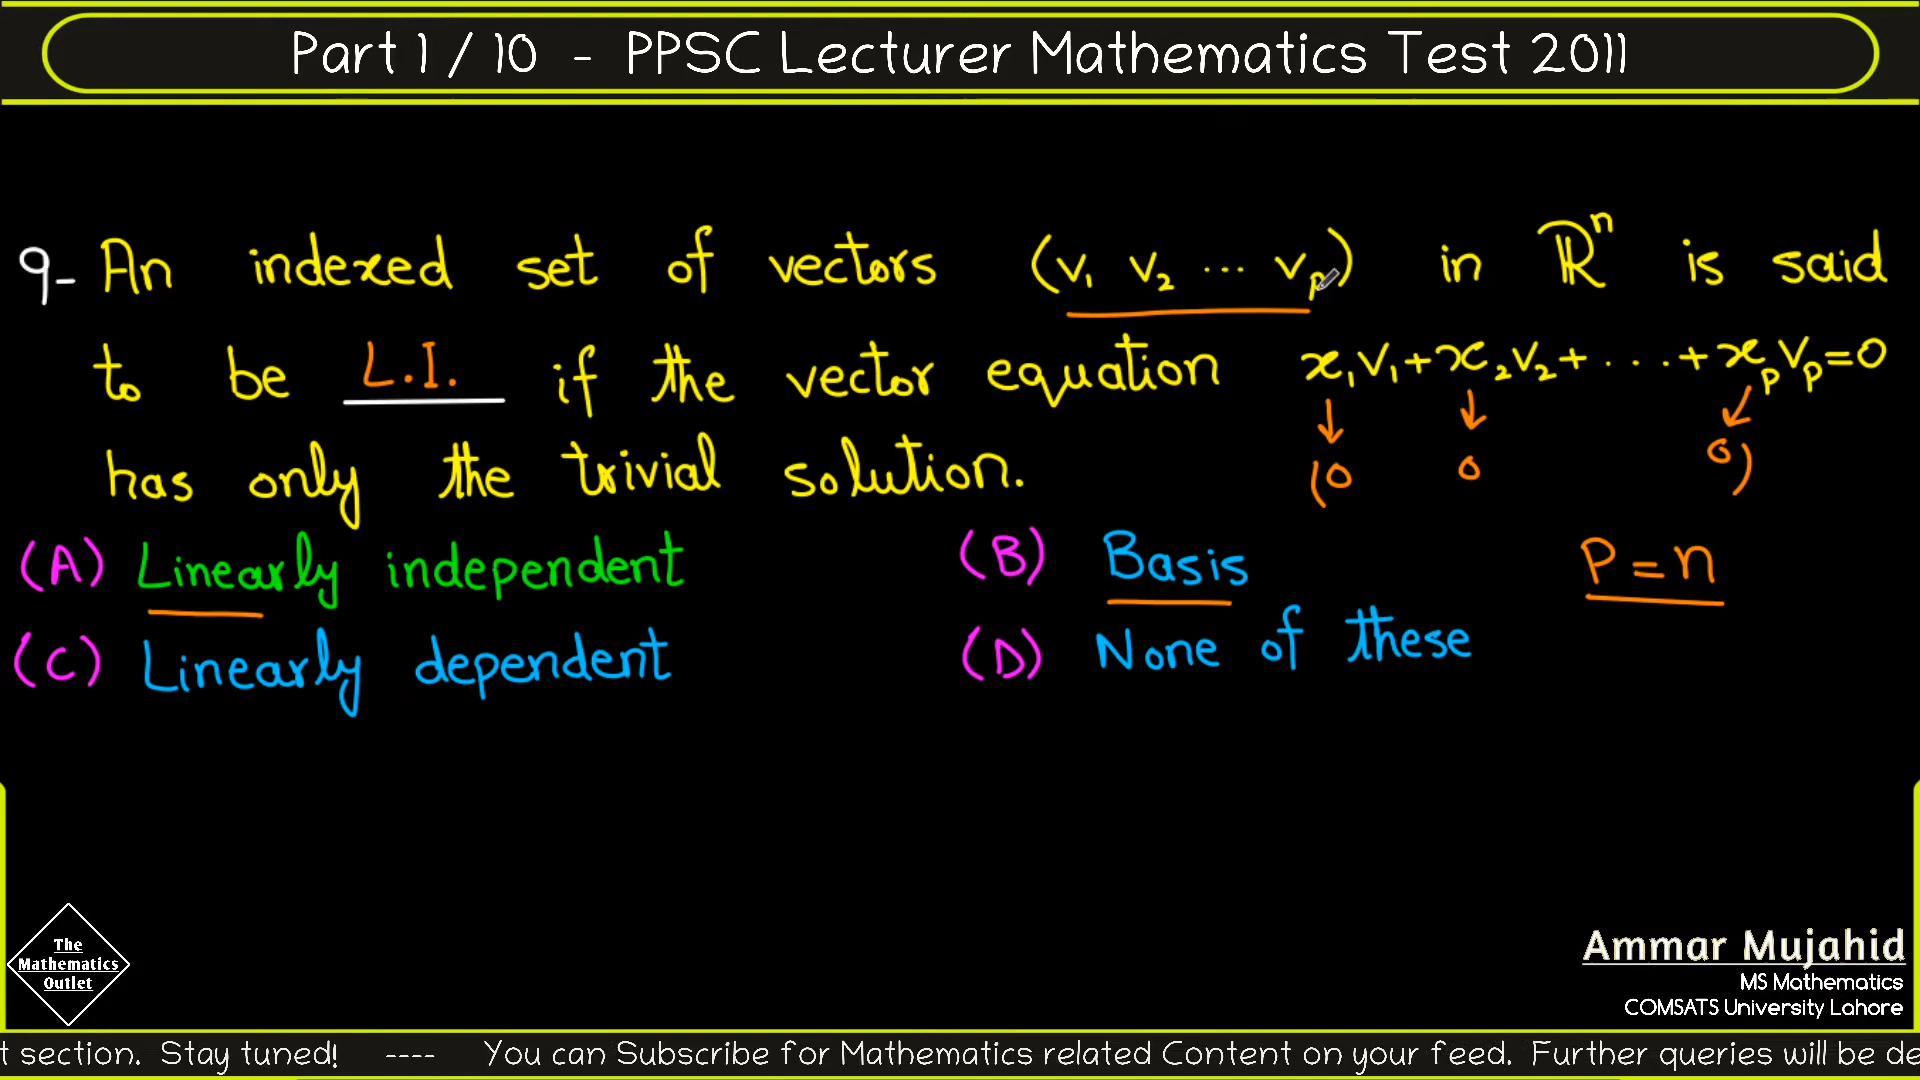 Part 1 / 10 - PPSC Lecturer Mathematics Test 2011
9- An indexed set of vectors (v₁ v₂ ... vₚ) in ℝⁿ is said
to be L.I. if the vector equation x₁v₁+x₂v₂+...+xₚvₚ=0
has only the trivial solution.
(0 0 0)
(A) Linearly independent (B) Basis
P=n
(C) Linearly dependent (D) None of these
The
Mathematics
Outlet
Ammar Mujahid
MS Mathematics
COMSATS University Lahore
t section. Stay tuned! ---- You can Subscribe for Mathematics related Content on your feed. Further queries will be de